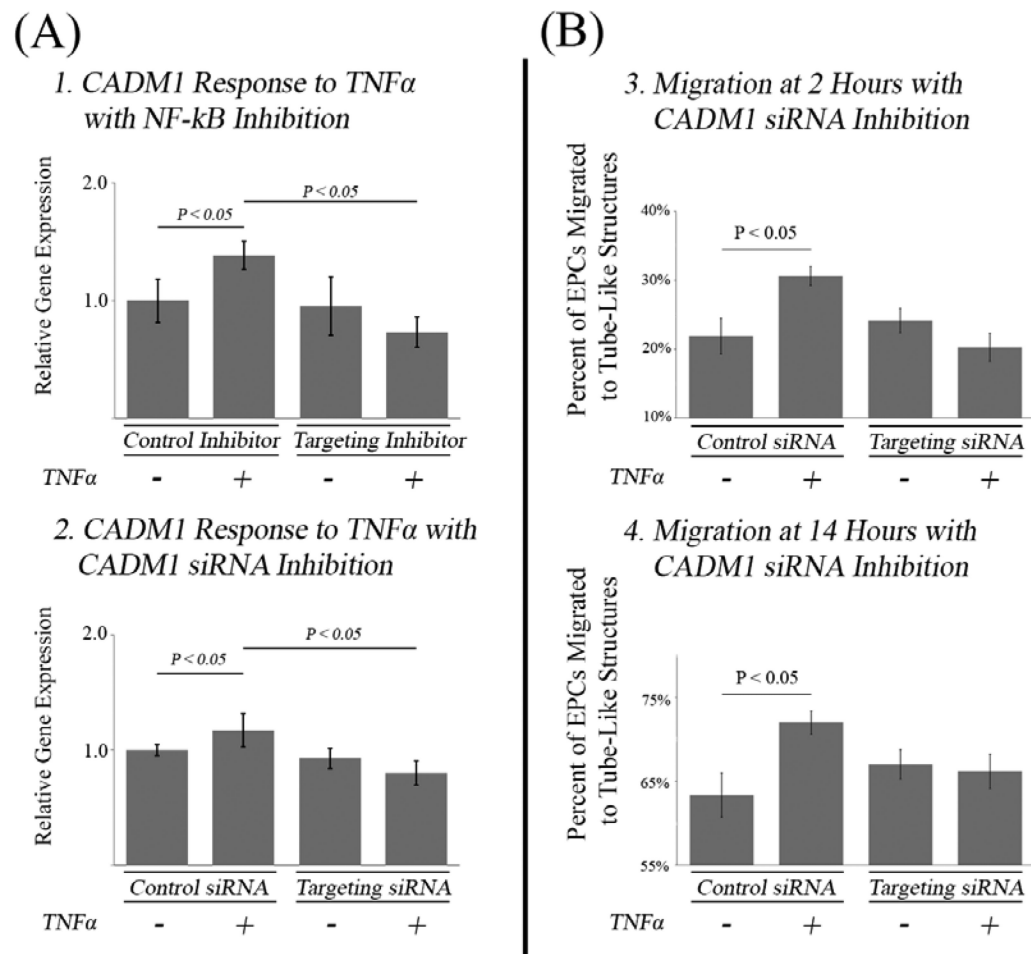 (A)
1. CADM1 Response to TNFα
with NF-kB Inhibition
Relative Gene Expression
2.0
1.0
P < 0.05
P < 0.05
Control Inhibitor
Targeting Inhibitor
TNFα - + - +
2. CADM1 Response to TNFα with
CADM1 siRNA Inhibition
Relative Gene Expression
2.0
1.0
P < 0.05
P < 0.05
Control siRNA
Targeting siRNA
TNFα - + - +
(B)
3. Migration at 2 Hours with
CADM1 siRNA Inhibition
Percent of EPCs Migrated
to Tube-Like Structures
40%
30%
20%
10%
P < 0.05
Control siRNA
Targeting siRNA
TNFα - + - +
4. Migration at 14 Hours with
CADM1 siRNA Inhibition
Percent of EPCs Migrated
to Tube-Like Structures
75%
65%
55%
P < 0.05
Control siRNA
Targeting siRNA
TNFα - + - +